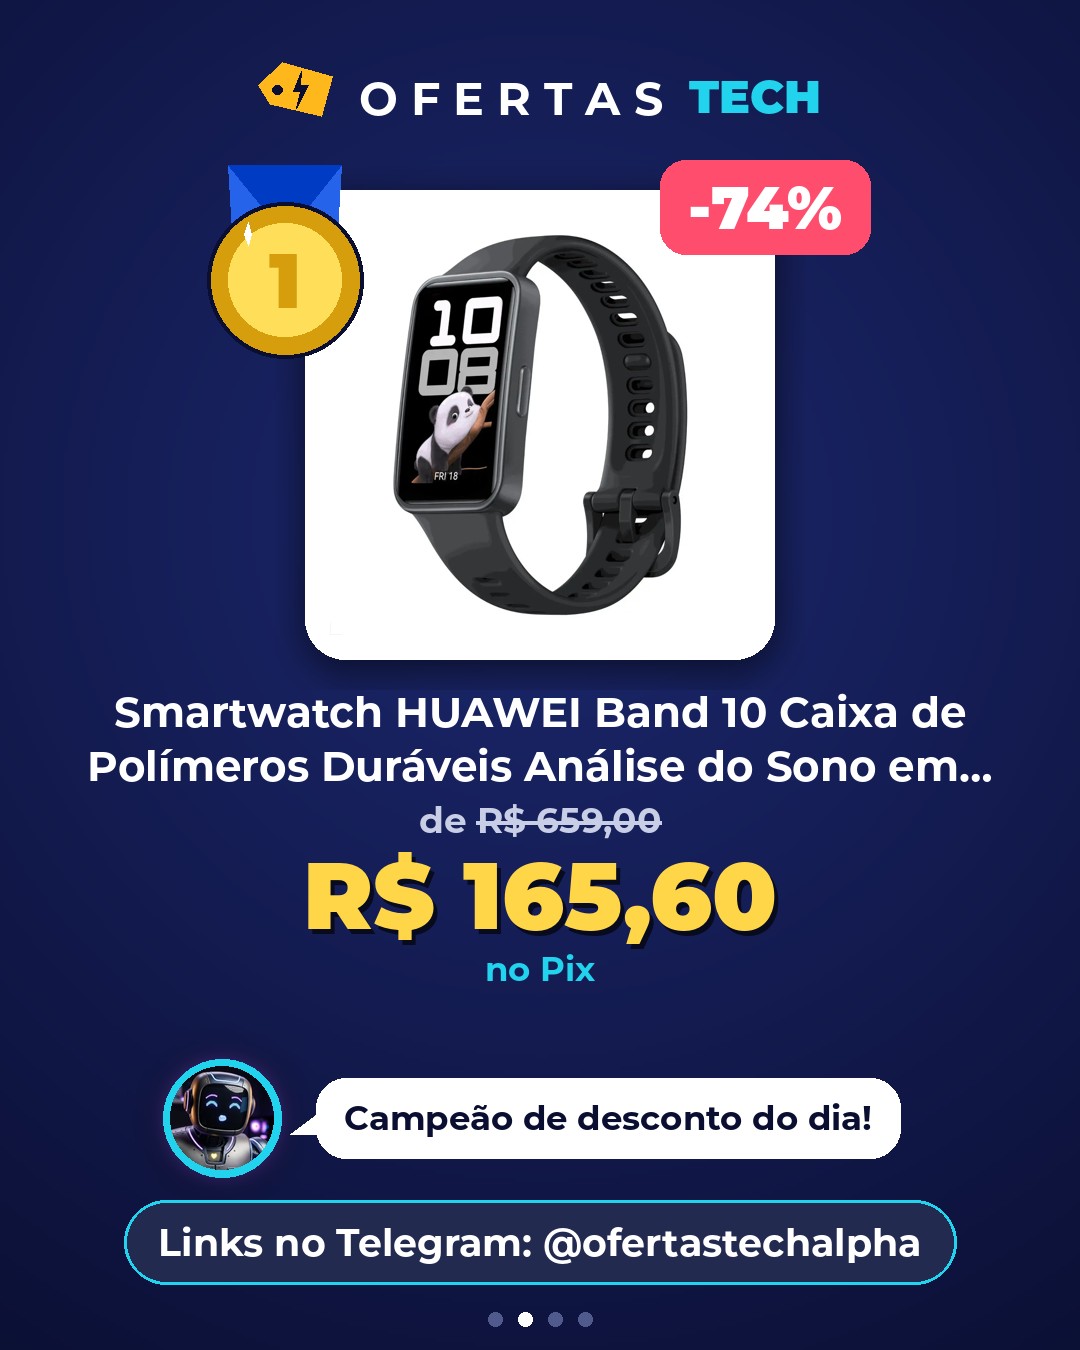 OFERTAS TECH
-74%
1
10
08
FRI 18
Smartwatch HUAWEI Band 10 Caixa de
Polímeros Duráveis Análise do Sono em...
de R$ 659,00
R$ 165,60
no Pix
Campeão de desconto do dia!
Links no Telegram: @ofertastechalpha